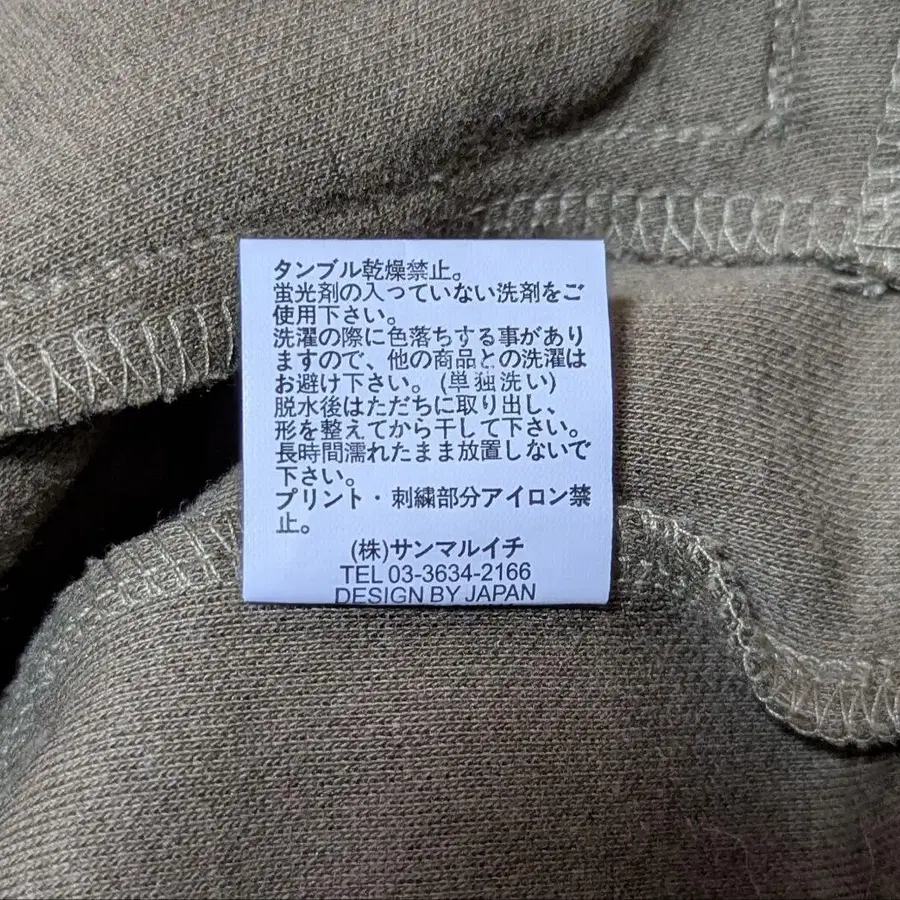 タンブル乾燥禁止。
蛍光剤の入っていない洗剤をご
使用下さい。
洗濯の際に色落ちする事があり
ますので、他の商品との洗濯は
お避け下さい。(単独洗い)
脱水後はただちに取り出し、
形を整えてから干して下さい。
長時間濡れたまま放置しないで
下さい。
プリント・刺繍部分アイロン禁
止。
(株)サンマルイチ
TEL 03-3634-2166
DESIGN BY JAPAN